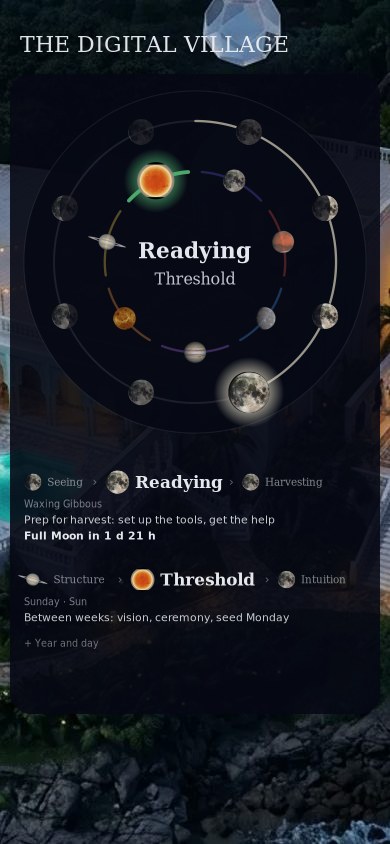 THE DIGITAL VILLAGE
Readying
Threshold
Seeing › Readying › Harvesting
Waxing Gibbous
Prep for harvest: set up the tools, get the help
Full Moon in 1 d 21 h
Structure › Threshold › Intuition
Sunday · Sun
Between weeks: vision, ceremony, seed Monday
+ Year and day